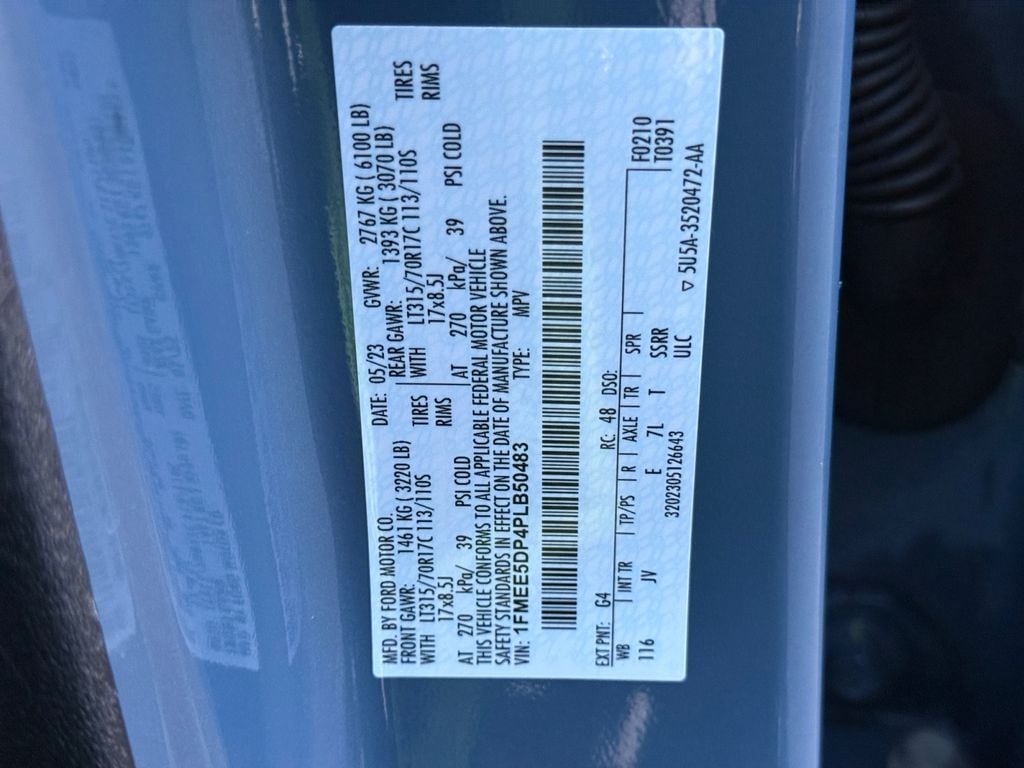 MFD. BY FORD MOTOR CO.
DATE: 05/23 GVWR: 2767 KG ( 6100 LB)
FRONT GAWR: 1461 KG ( 3220 LB) REAR GAWR: 1393 KG ( 3070 LB)
WITH LT315/70R17C 113/110S TIRES WITH LT315/70R17C 113/110S TIRES
17x8.5J RIMS 17x8.5J RIMS
AT 270 kPa/ 39 PSI COLD AT 270 kPa/ 39 PSI COLD
THIS VEHICLE CONFORMS TO ALL APPLICABLE FEDERAL MOTOR VEHICLE
SAFETY STANDARDS IN EFFECT ON THE DATE OF MANUFACTURE SHOWN ABOVE.
VIN: 1FMEE5DP4PLB50483 TYPE: MPV
EXT PNT: G4 RC: 48 DSO: F0210
WB INT TR TP/PS R AXLE TR SPR T0391
116 JV E 7L T SSRR
3202305126643 ULC
▽ 5U5A-3520472-AA